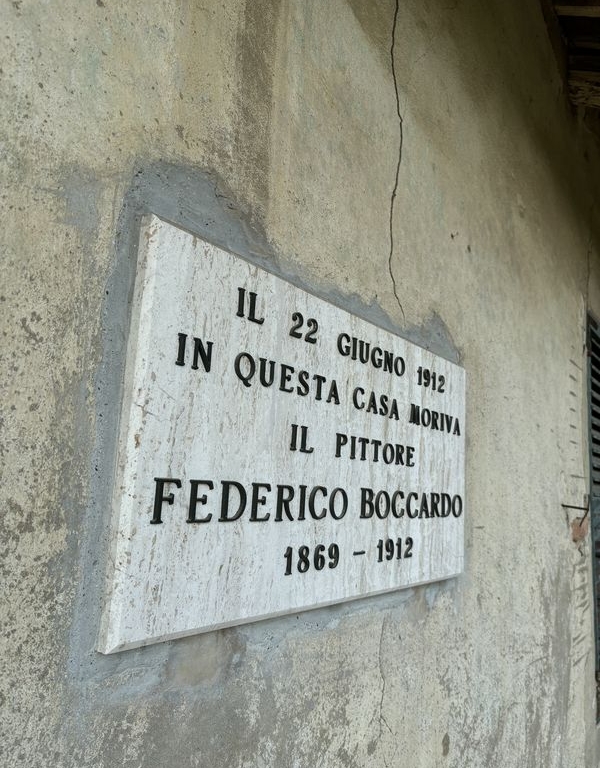 IL 22 GIUGNO 1912
IN QUESTA CASA MORIVA
IL PITTORE
FEDERICO BOCCARDO
1869 - 1912